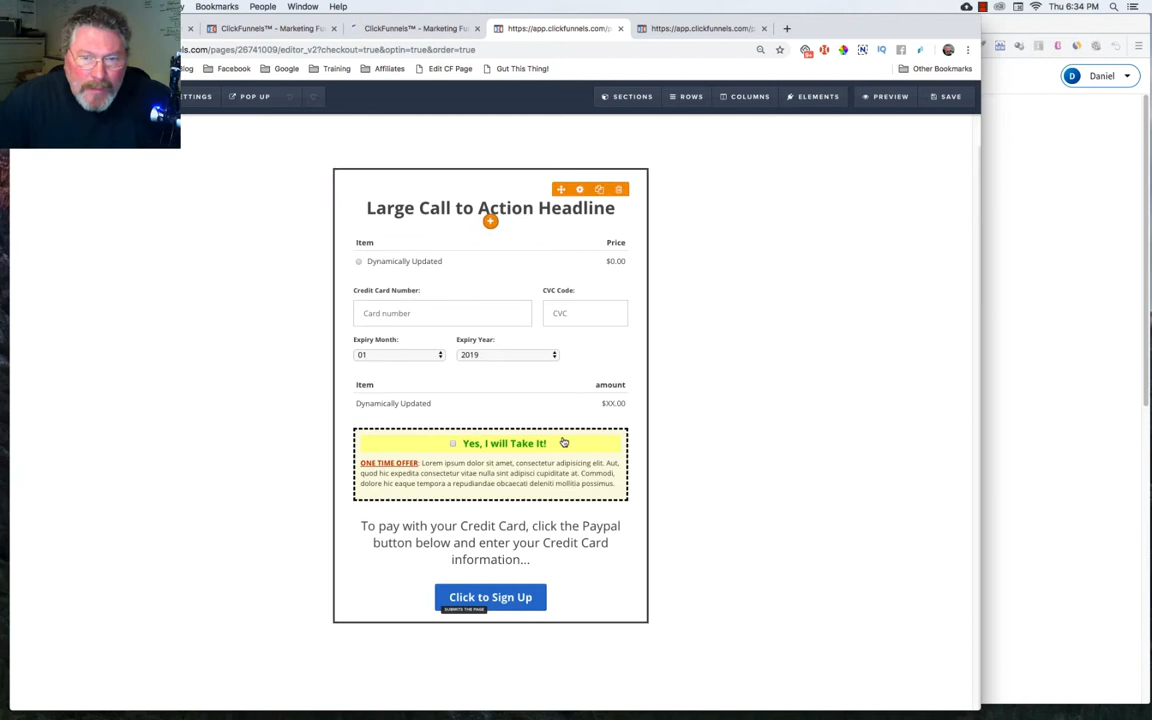 Bookmarks People Window Help
Thu 6:34 PM
ClickFunnels™ - Marketing Fu
ClickFunnels™ - Marketing Fu
https://app.clickfunnels.com/p
https://app.clickfunnels.com/p
ls.com/pages/26741009/editor_v2?checkout=true&optin=true&order=true
log Facebook Google Training Affiliates Edit CF Page Gut This Thing! Other Bookmarks
D Daniel
TTINGS POP UP SECTIONS ROWS COLUMNS ELEMENTS PREVIEW SAVE
Large Call to Action Headline
Item Price
Dynamically Updated $0.00
Credit Card Number: CVC Code:
Card number CVC
Expiry Month: Expiry Year:
01 2019
Item amount
Dynamically Updated $XX.00
Yes, I will Take It!
ONE TIME OFFER: Lorem ipsum dolor sit amet, consectetur adipisicing elit. Aut,
quod hic expedita consectetur vitae nulla sint adipisci cupiditate at. Commodi,
dolore hic eaque tempora a repudiandae obcaecati deleniti mollitia possimus.
To pay with your Credit Card, click the Paypal
button below and enter your Credit Card
information...
Click to Sign Up
SUBMITS THE PAGE